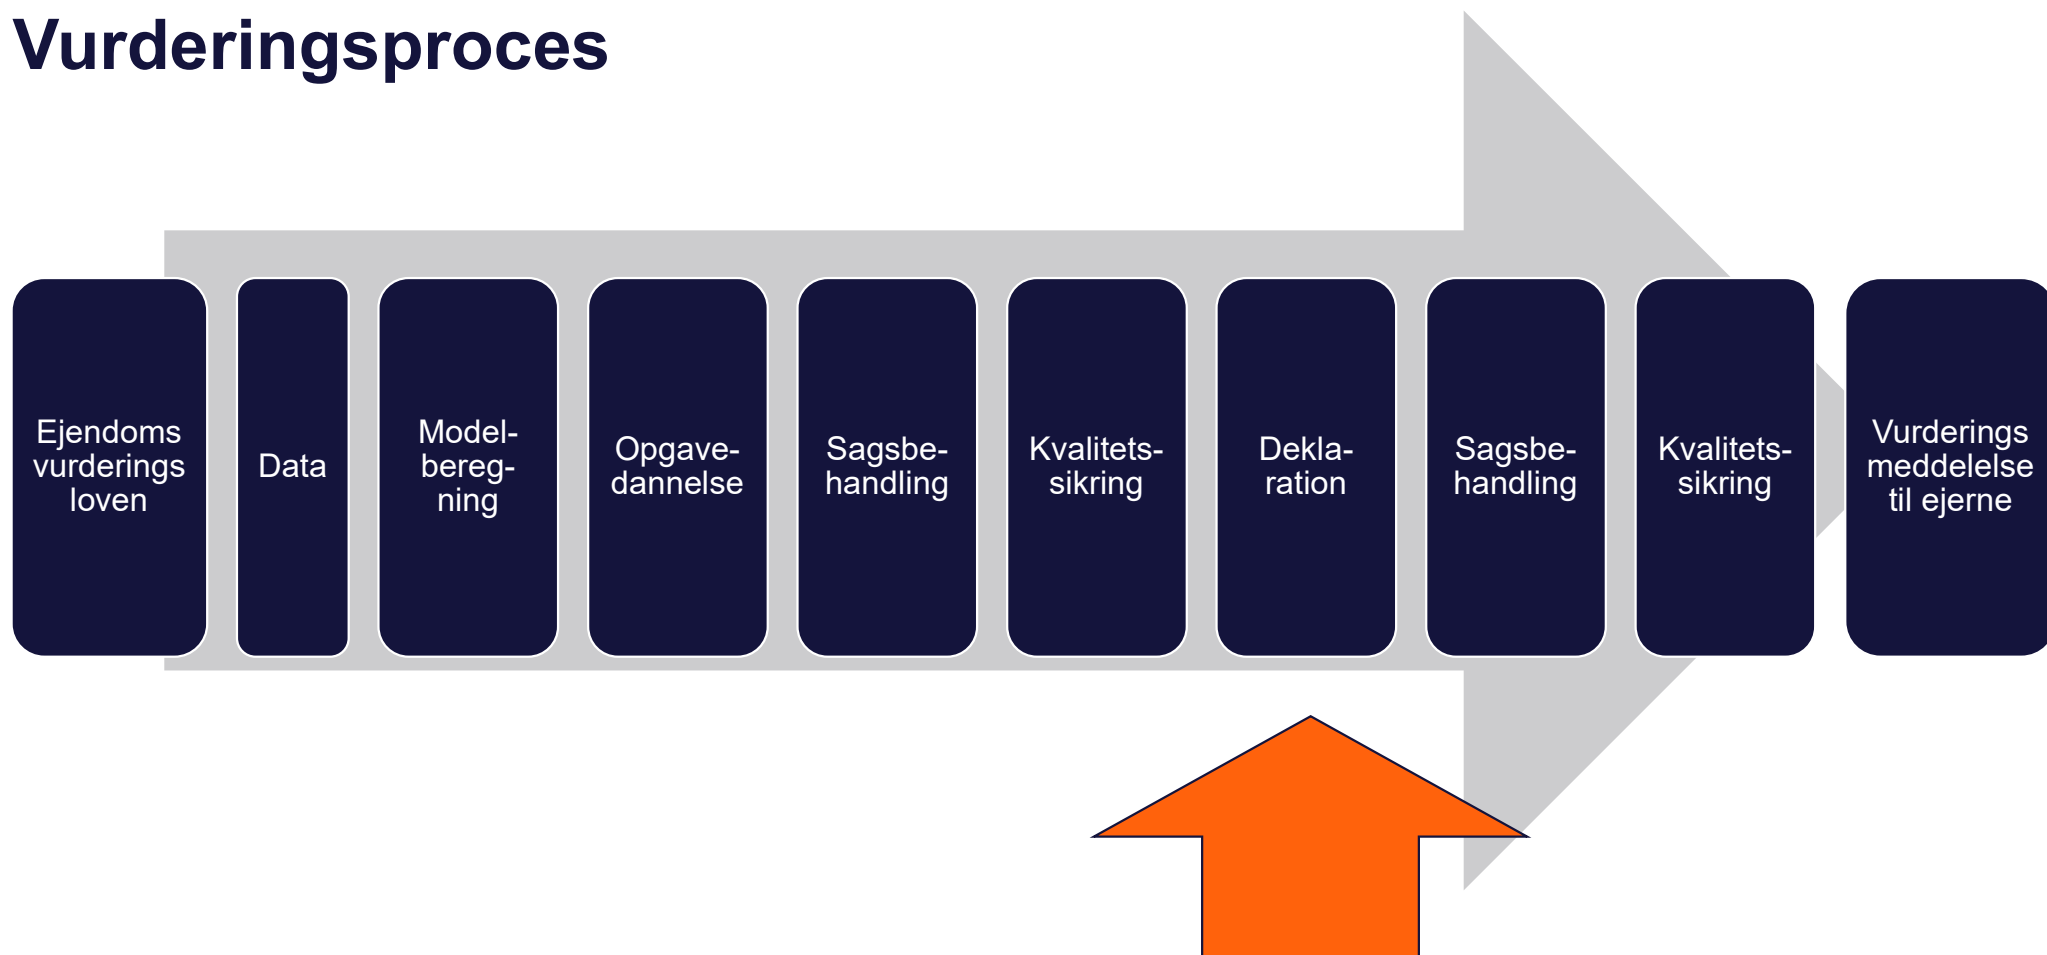 Vurderingsproces
Ejendoms
vurderings
loven
Data
Model-
bereg-
ning
Opgave-
dannelse
Sagsbe-
handling
Kvalitets-
sikring
Dekla-
ration
Sagsbe-
handling
Kvalitets-
sikring
Vurderings
meddelelse
til ejerne